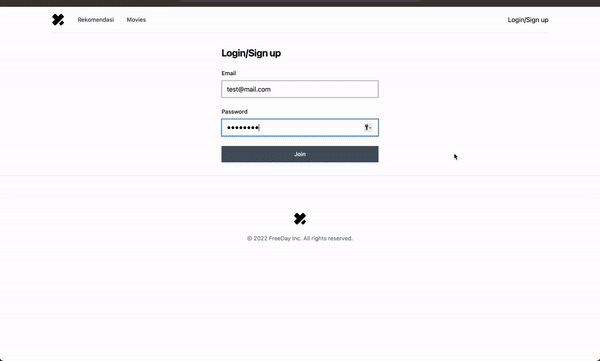 Rekomendasi
Movies
Login/Sign up
Login/Sign up
Email
test@mail.com
Password
Join
© 2022 FreeDay Inc. All rights reserved.